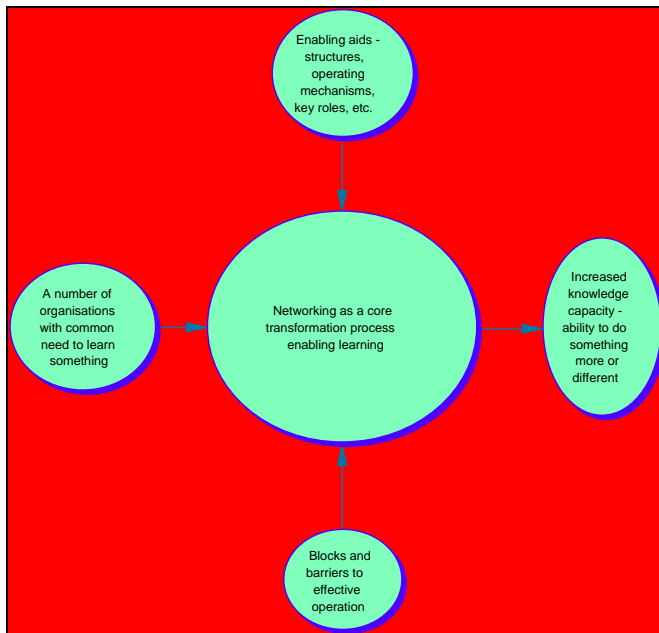 Enabling aids -
structures,
operating
mechanisms,
key roles, etc.
A number of
organisations
with common
need to learn
something
Networking as a core
transformation process
enabling learning
Increased
knowledge
capacity -
ability to do
something
more or
different
Blocks and
barriers to
effective
operation